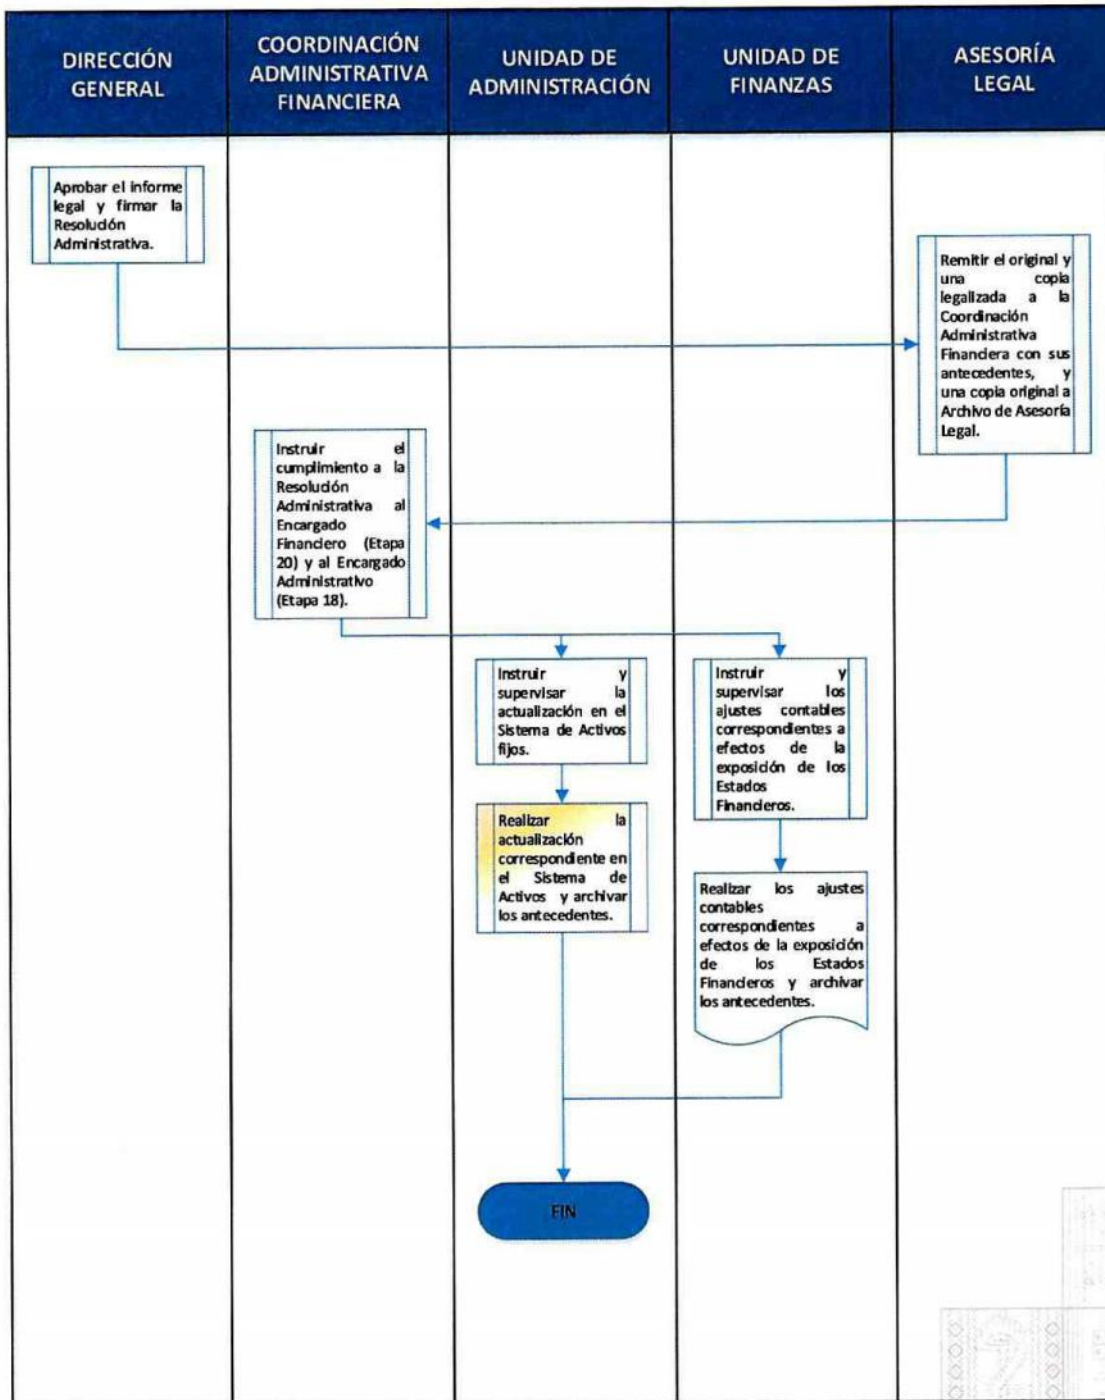 DIRECCIÓN
GENERAL
COORDINACIÓN
ADMINISTRATIVA
FINANCIERA
UNIDAD DE
ADMINISTRACIÓN
UNIDAD DE
FINANZAS
ASESORÍA
LEGAL
Aprobar el informe
legal y firmar la
Resolución
Administrativa.
Remitir el original y
una copia
legalizada a la
Coordinación
Administrativa
Financiera con sus
antecedentes, y
una copia original a
Archivo de Asesoría
Legal.
Instruir el
cumplimiento a la
Resolución
Administrativa al
Encargado
Financiero (Etapa
20) y al Encargado
Administrativo
(Etapa 18).
Instruir y
supervisar la
actualización en el
Sistema de Activos
fijos.
Instruir y
supervisar los
ajustes contables
correspondientes a
efectos de la
exposición de los
Estados
Financieros.
Realizar la
actualización
correspondiente en
el Sistema de
Activos y archivar
los antecedentes.
Realizar los ajustes
contables
correspondientes a
efectos de la exposición
de los Estados
Financieros y archivar
los antecedentes.
FIN